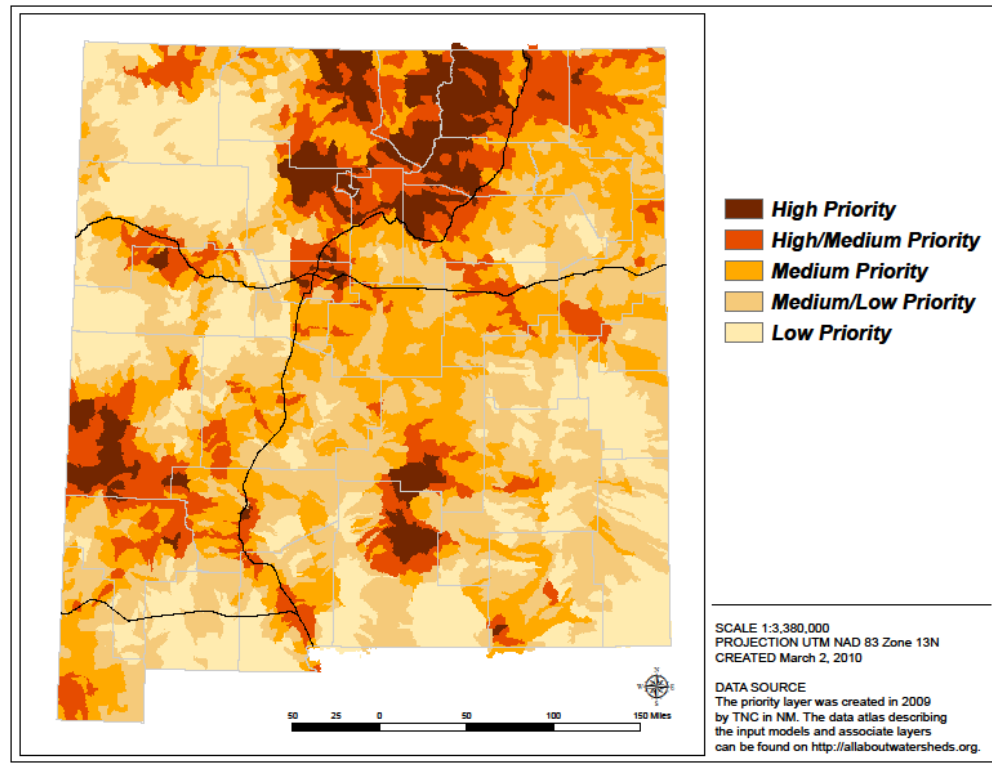 High Priority
High/Medium Priority
Medium Priority
Medium/Low Priority
Low Priority
SCALE 1:3,380,000
PROJECTION UTM NAD 83 Zone 13N
CREATED March 2, 2010
DATA SOURCE
The priority layer was created in 2009
by TNC in NM. The data atlas describing
the input models and associate layers
can be found on http://allaboutwatersheds.org.
N
W E
S
50 25 0 50 100 150 Miles